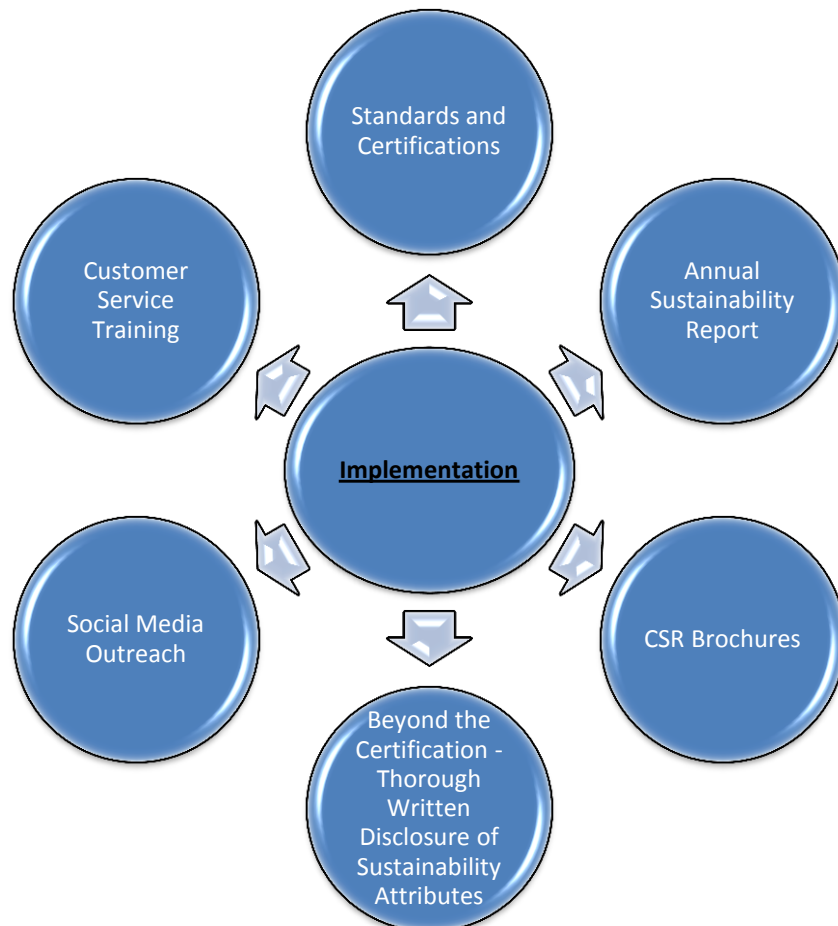 Standards and
Certifications
Customer
Service
Training
Annual
Sustainability
Report
Implementation
Social Media
Outreach
CSR Brochures
Beyond the
Certification -
Thorough
Written
Disclosure of
Sustainability
Attributes